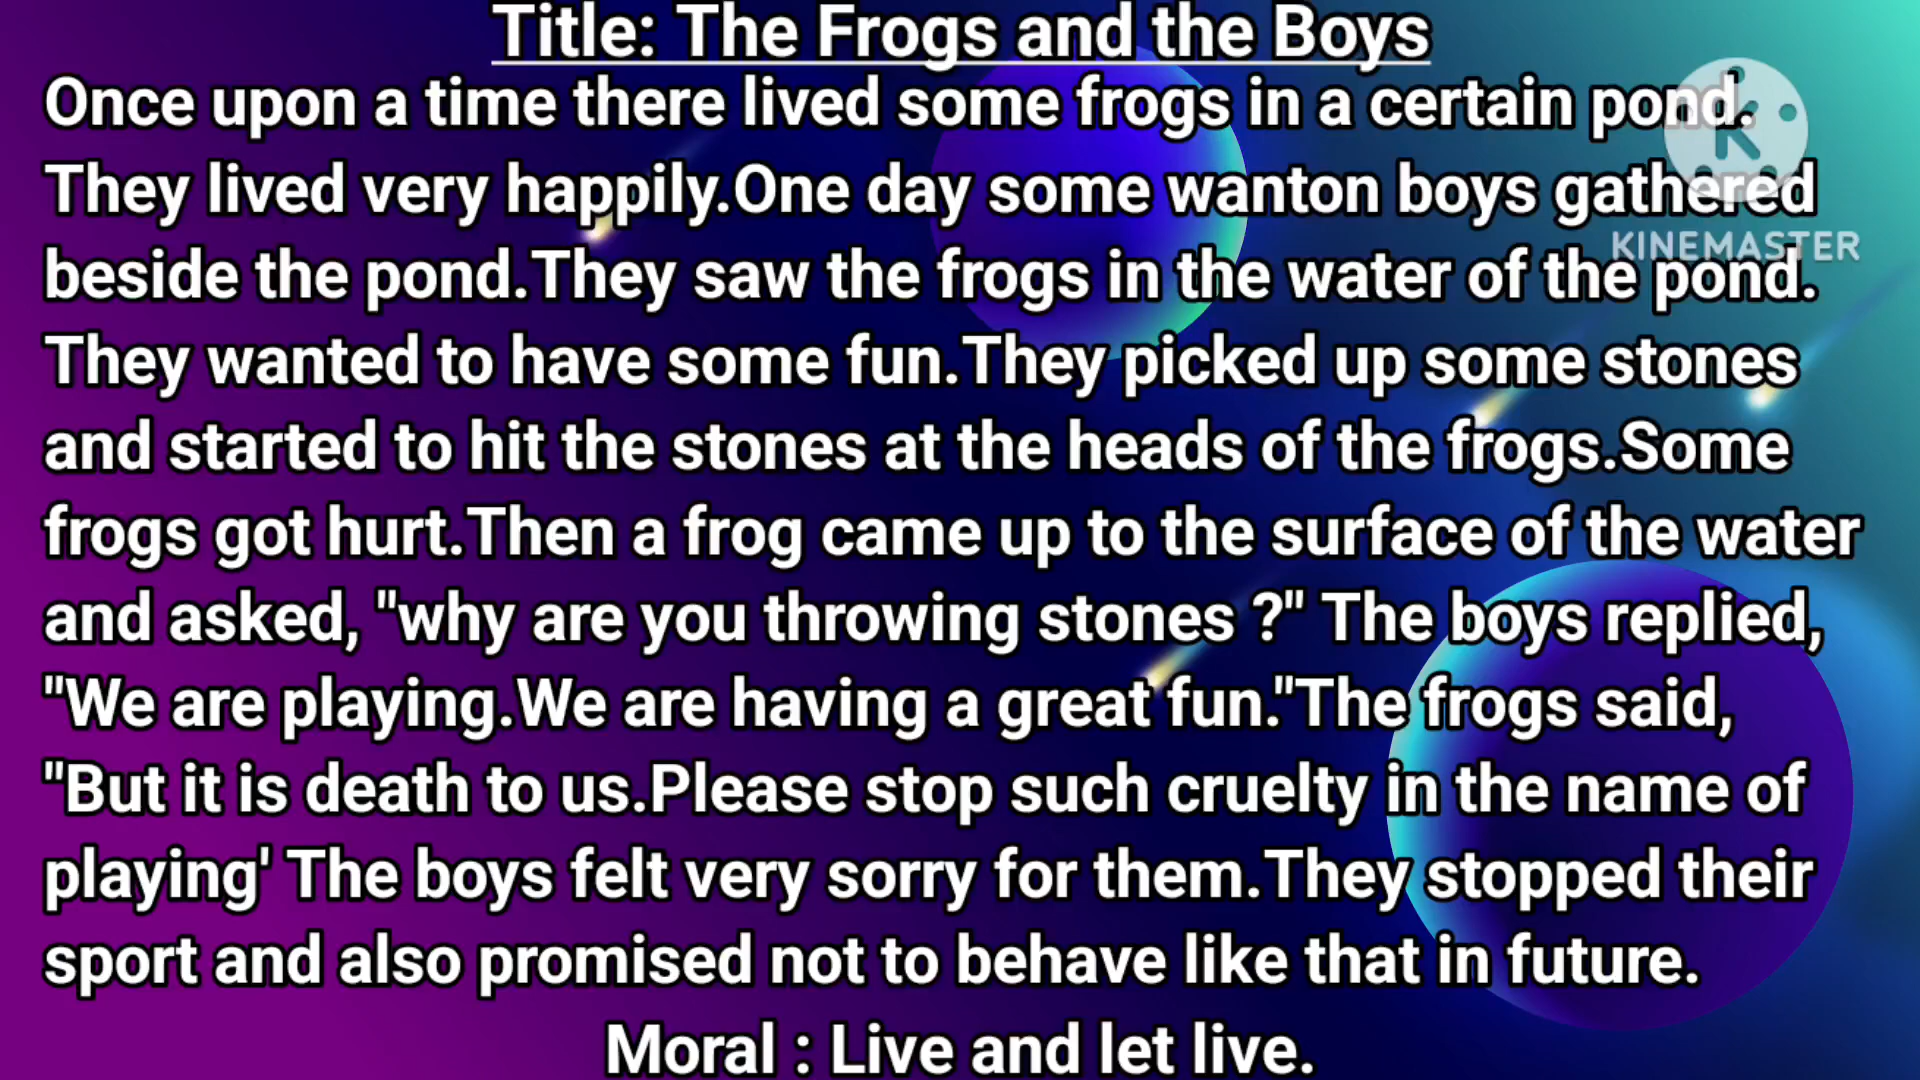 Title: The Frogs and the Boys
Once upon a time there lived some frogs in a certain pond.
They lived very happily.One day some wanton boys gathered
KINEMASTER
beside the pond.They saw the frogs in the water of the pond.
They wanted to have some fun.They picked up some stones
and started to hit the stones at the heads of the frogs.Some
frogs got hurt.Then a frog came up to the surface of the water
and asked, "why are you throwing stones ?" The boys replied,
"We are playing.We are having a great fun."The frogs said,
"But it is death to us.Please stop such cruelty in the name of
playing' The boys felt very sorry for them.They stopped their
sport and also promised not to behave like that in future.
Moral : Live and let live.